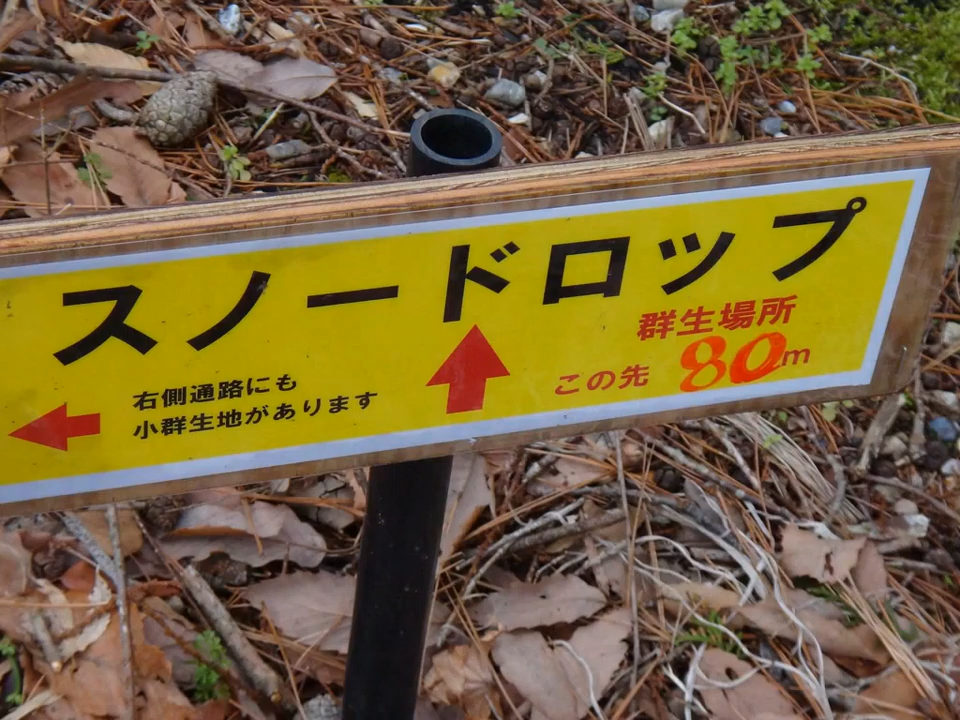 スノードロップ
群生場所
この先 80m
右側通路にも
小群生地があります